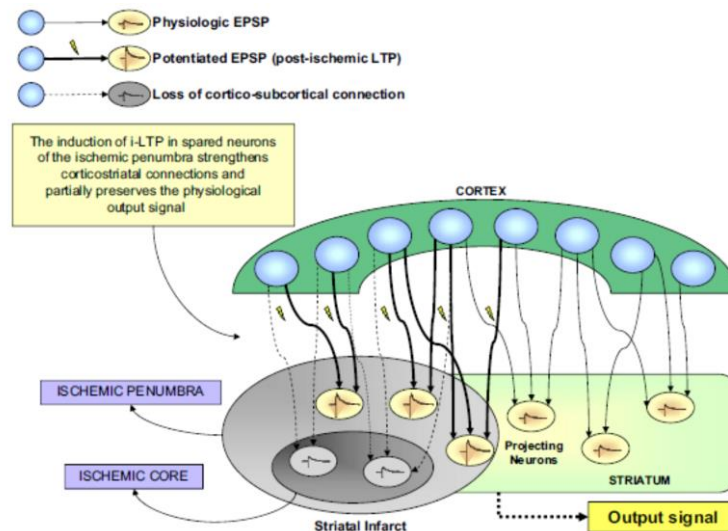 Physiologic EPSP
Potentiated EPSP (post-ischemic LTP)
Loss of cortico-subcortical connection
The induction of i-LTP in spared neurons
of the ischemic penumbra strengthens
corticostriatal connections and
partially preserves the physiological
output signal
CORTEX
ISCHEMIC PENUMBRA
Projecting
Neurons
ISCHEMIC CORE
STRIATUM
Striatal Infarct
Output signal